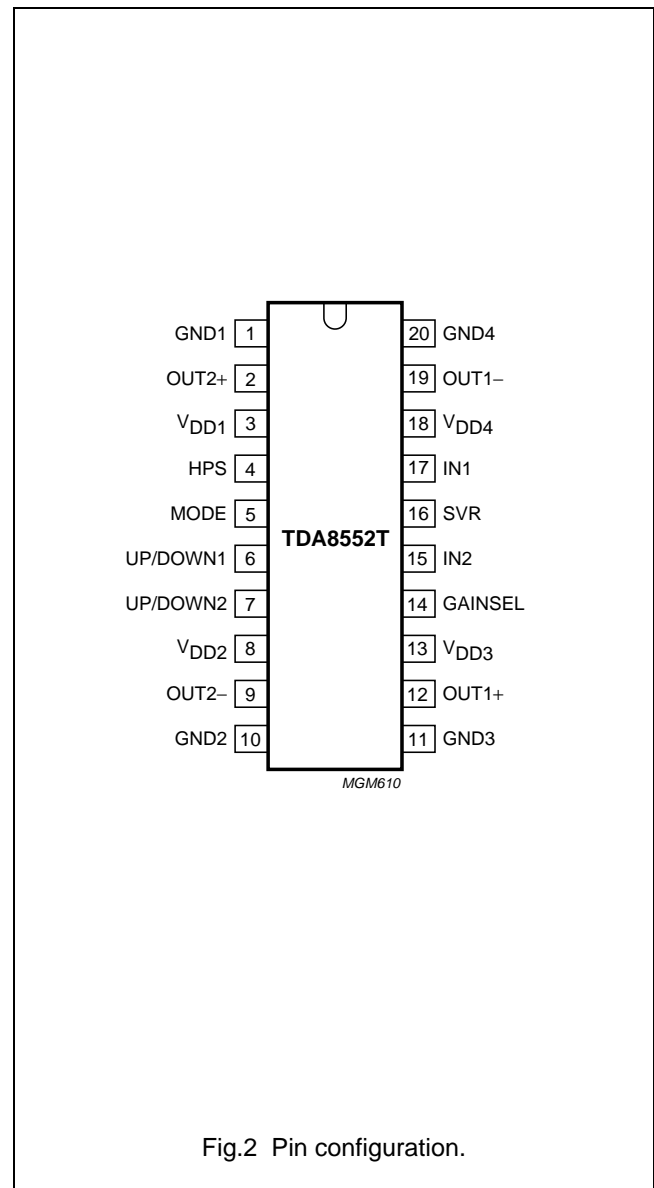 GND1 1 20 GND4
OUT2+ 2 19 OUT1−
VDD1 3 18 VDD4
HPS 4 17 IN1
MODE 5 16 SVR
TDA8552T
UP/DOWN1 6 15 IN2
UP/DOWN2 7 14 GAINSEL
VDD2 8 13 VDD3
OUT2− 9 12 OUT1+
GND2 10 11 GND3
MGM610
Fig.2 Pin configuration.